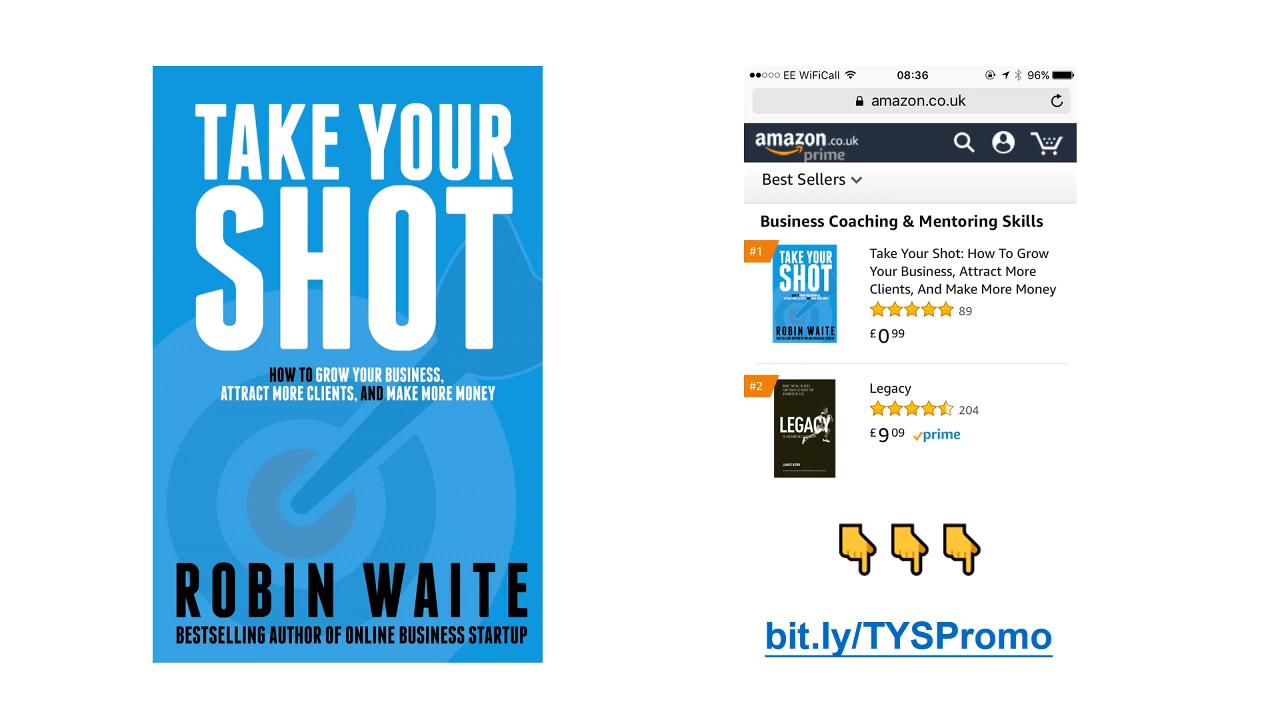 TAKE YOUR
SHOT
HOW TO GROW YOUR BUSINESS,
ATTRACT MORE CLIENTS, AND MAKE MORE MONEY
ROBIN WAITE
BESTSELLING AUTHOR OF ONLINE BUSINESS STARTUP
EE WiFiCall 08:36 96%
amazon.co.uk
amazon.co.uk
prime
Best Sellers
Business Coaching & Mentoring Skills
#1
TAKE YOUR
SHOT
ROBIN WAITE
Take Your Shot: How To Grow
Your Business, Attract More
Clients, And Make More Money
89
£0.99
#2
LEGACY
JAMES KERR
Legacy
204
£9.09 prime
bit.ly/TYSPromo